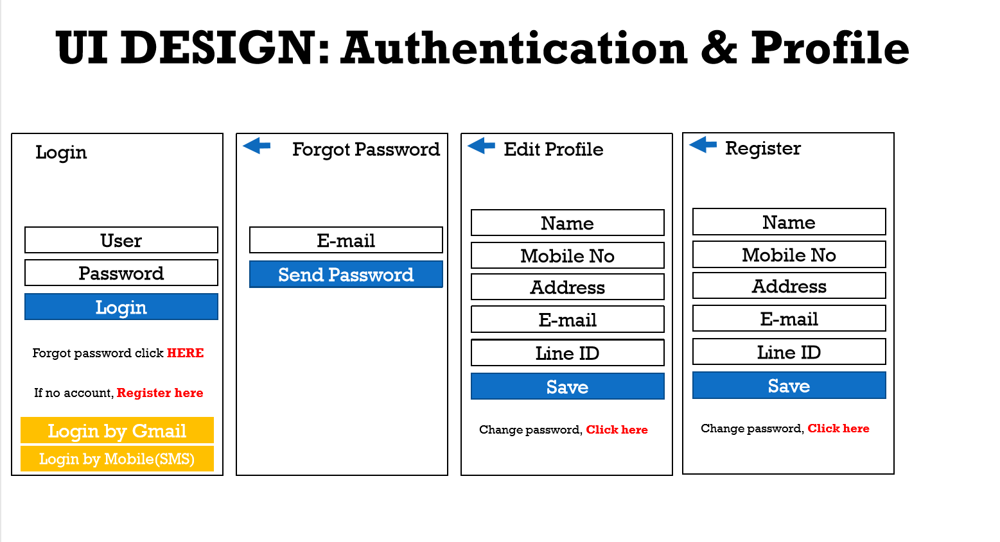 UI DESIGN: Authentication & Profile
Login
User
Password
Login
Forgot password click HERE
If no account, Register here
Login by Gmail
Login by Mobile(SMS)
Forgot Password
E-mail
Send Password
Edit Profile
Name
Mobile No
Address
E-mail
Line ID
Save
Change password, Click here
Register
Name
Mobile No
Address
E-mail
Line ID
Save
Change password, Click here